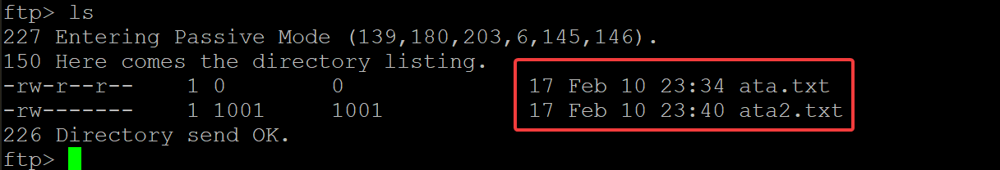 ftp> ls
227 Entering Passive Mode (139,180,203,6,145,146).
150 Here comes the directory listing.
-rw-r--r--    1 0        0              17 Feb 10 23:34 ata.txt
-rw-------    1 1001     1001           17 Feb 10 23:40 ata2.txt
226 Directory send OK.
ftp>